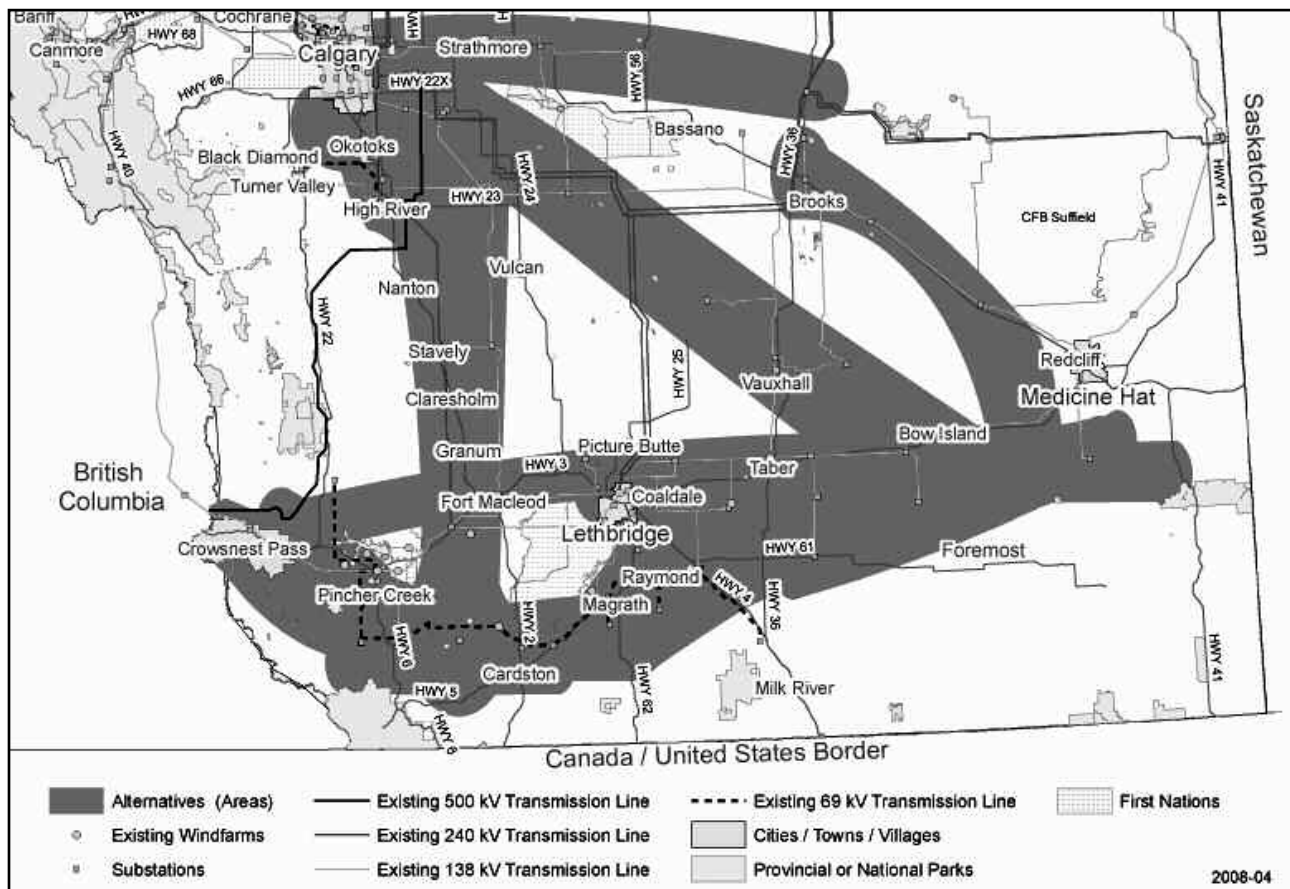 Banff
Cochrane
HWY 68
Canmore
Calgary
Strathmore
HWY 36
HWY 22X
HWY 66
Saskatchewan
Bassano
Okotoks
HWY 36
Black Diamond
HWY 40
Turner Valley
HWY 24
HWY 41
HWY 23
Brooks
High River
CFB Suffield
Vulcan
Nanton
HWY 22
Stavely
HWY 25
Redcliff
Vauxhall
Claresholm
Medicine Hat
Bow Island
Picture Butte
Granum
HWY 3
Taber
British
Columbia
Fort Macleod
Coaldale
Lethbridge
Crowsnest Pass
HWY 61
Foremost
Raymond
Pincher Creek
HWY 4
Magrath
HWY 2
HWY 36
HWY 6
Cardston
HWY 41
HWY 5
HWY 62
Milk River
HWY 6
Canada / United States Border
Alternatives (Areas)
Existing 500 kV Transmission Line
Existing 69 kV Transmission Line
First Nations
Existing Windfarms
Existing 240 kV Transmission Line
Cities / Towns / Villages
Substations
Existing 138 kV Transmission Line
Provincial or National Parks
2008-04